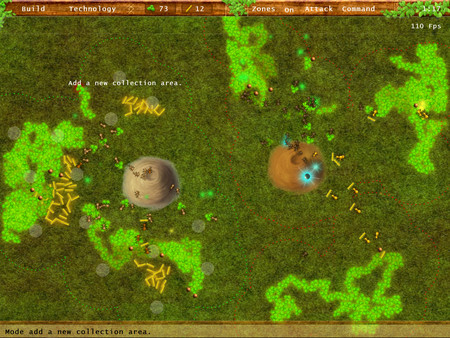 Build Technology 73 / 12 Zones On Attack Command
110 Fps
Add a new collection area.
Mode add a new collection area.